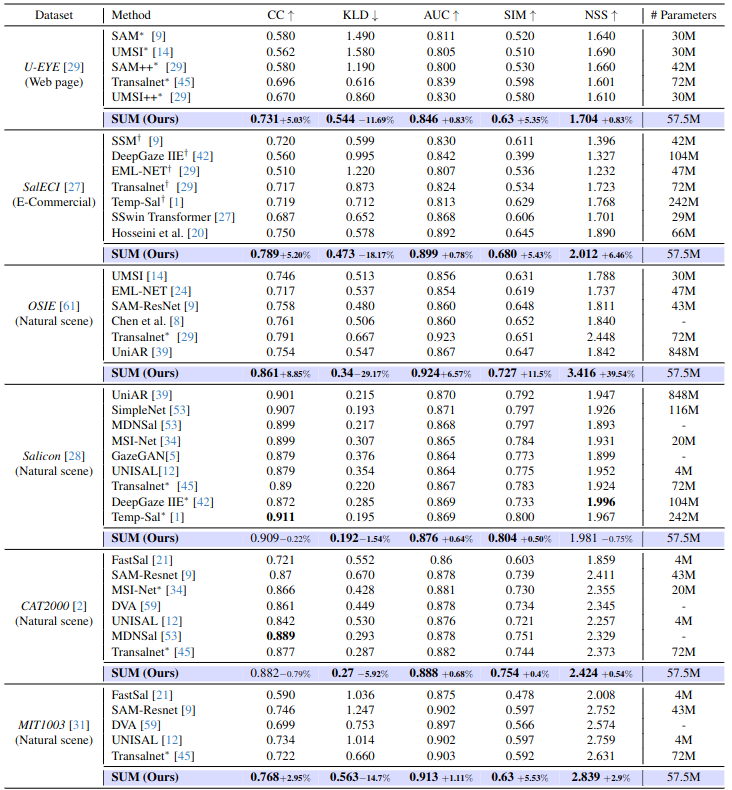 Dataset Method CC ↑ KLD ↓ AUC ↑ SIM ↑ NSS ↑ # Parameters
SAM* [9] 0.580 1.490 0.811 0.520 1.640 30M
UMSI* [14] 0.562 1.580 0.805 0.510 1.690 30M
U-EYE [29] SAM++* [29] 0.580 1.190 0.800 0.530 1.660 42M
(Web page) Transalnet* [45] 0.696 0.616 0.839 0.598 1.601 72M
UMSI++* [29] 0.670 0.860 0.830 0.580 1.610 30M
SUM (Ours) 0.731+5.03% 0.544 −11.69% 0.846 +0.83% 0.63 +5.35% 1.704 +0.83% 57.5M
SSM† [9] 0.720 0.599 0.830 0.611 1.396 42M
DeepGaze IIE† [42] 0.560 0.995 0.842 0.399 1.327 104M
EML-NET† [29] 0.510 1.220 0.807 0.536 1.232 47M
SalECI [27] Transalnet† [29] 0.717 0.873 0.824 0.534 1.723 72M
(E-Commercial) Temp-Sal† [1] 0.719 0.712 0.813 0.629 1.768 242M
SSwin Transformer [27] 0.687 0.652 0.868 0.606 1.701 29M
Hosseini et al. [20] 0.750 0.578 0.892 0.645 1.890 66M
SUM (Ours) 0.789+5.20% 0.473 −18.17% 0.899 +0.78% 0.680 +5.43% 2.012 +6.46% 57.5M
UMSI [14] 0.746 0.513 0.856 0.631 1.788 30M
EML-NET [24] 0.717 0.537 0.854 0.619 1.737 47M
OSIE [61] SAM-ResNet [9] 0.758 0.480 0.860 0.648 1.811 43M
(Natural scene) Chen et al. [8] 0.761 0.506 0.860 0.652 1.840 -
Transalnet* [29] 0.791 0.667 0.923 0.651 2.448 72M
UniAR [39] 0.754 0.547 0.867 0.647 1.842 848M
SUM (Ours) 0.861+8.85% 0.34−29.17% 0.924+6.57% 0.727 +11.5% 3.416 +39.54% 57.5M
UniAR [39] 0.901 0.215 0.870 0.792 1.947 848M
SimpleNet [53] 0.907 0.193 0.871 0.797 1.926 116M
MDNSal [53] 0.899 0.217 0.868 0.797 1.893 -
MSI-Net [34] 0.899 0.307 0.865 0.784 1.931 20M
Salicon [28] GazeGAN[5] 0.879 0.376 0.864 0.773 1.899 -
(Natural scene) UNISAL[12] 0.879 0.354 0.864 0.775 1.952 4M
Transalnet* [45] 0.89 0.220 0.867 0.783 1.924 72M
DeepGaze IIE* [42] 0.872 0.285 0.869 0.733 1.996 104M
Temp-Sal* [1] 0.911 0.195 0.869 0.800 1.967 242M
SUM (Ours) 0.909−0.22% 0.192−1.54% 0.876 +0.64% 0.804 +0.50% 1.981 −0.75% 57.5M
FastSal [21] 0.721 0.552 0.86 0.603 1.859 4M
SAM-Resnet [9] 0.87 0.670 0.878 0.739 2.411 43M
MSI-Net* [34] 0.866 0.428 0.881 0.730 2.355 20M
CAT2000 [2] DVA [59] 0.861 0.449 0.878 0.734 2.345 -
(Natural scene) UNISAL [12] 0.842 0.530 0.876 0.721 2.257 4M
MDNSal [53] 0.889 0.293 0.878 0.751 2.329 -
Transalnet* [45] 0.877 0.287 0.882 0.744 2.373 72M
SUM (Ours) 0.882−0.79% 0.27 −5.92% 0.888 +0.68% 0.754 +0.4% 2.424 +0.54% 57.5M
FastSal [21] 0.590 1.036 0.875 0.478 2.008 4M
MIT1003 [31] SAM-Resnet [9] 0.746 1.247 0.902 0.597 2.752 43M
(Natural scene) DVA [59] 0.699 0.753 0.897 0.566 2.574 -
UNISAL [12] 0.734 1.014 0.902 0.597 2.759 4M
Transalnet* [45] 0.722 0.660 0.903 0.592 2.631 72M
SUM (Ours) 0.768+2.95% 0.563−14.7% 0.913 +1.11% 0.63 +5.53% 2.839 +2.9% 57.5M